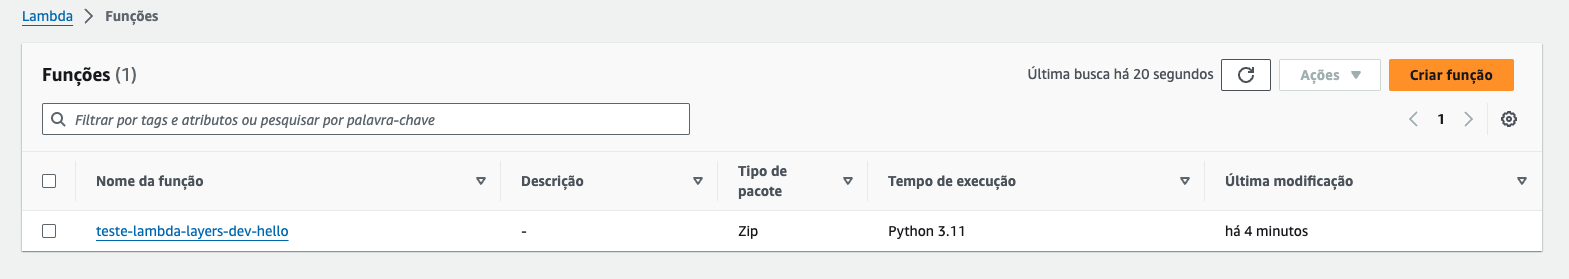 Lambda > Funções
Funções (1)
Última busca há 20 segundos
Ações
Criar função
Filtrar por tags e atributos ou pesquisar por palavra-chave
1
Nome da função
Descrição
Tipo de
pacote
Tempo de execução
Última modificação
teste-lambda-layers-dev-hello
-
Zip
Python 3.11
há 4 minutos